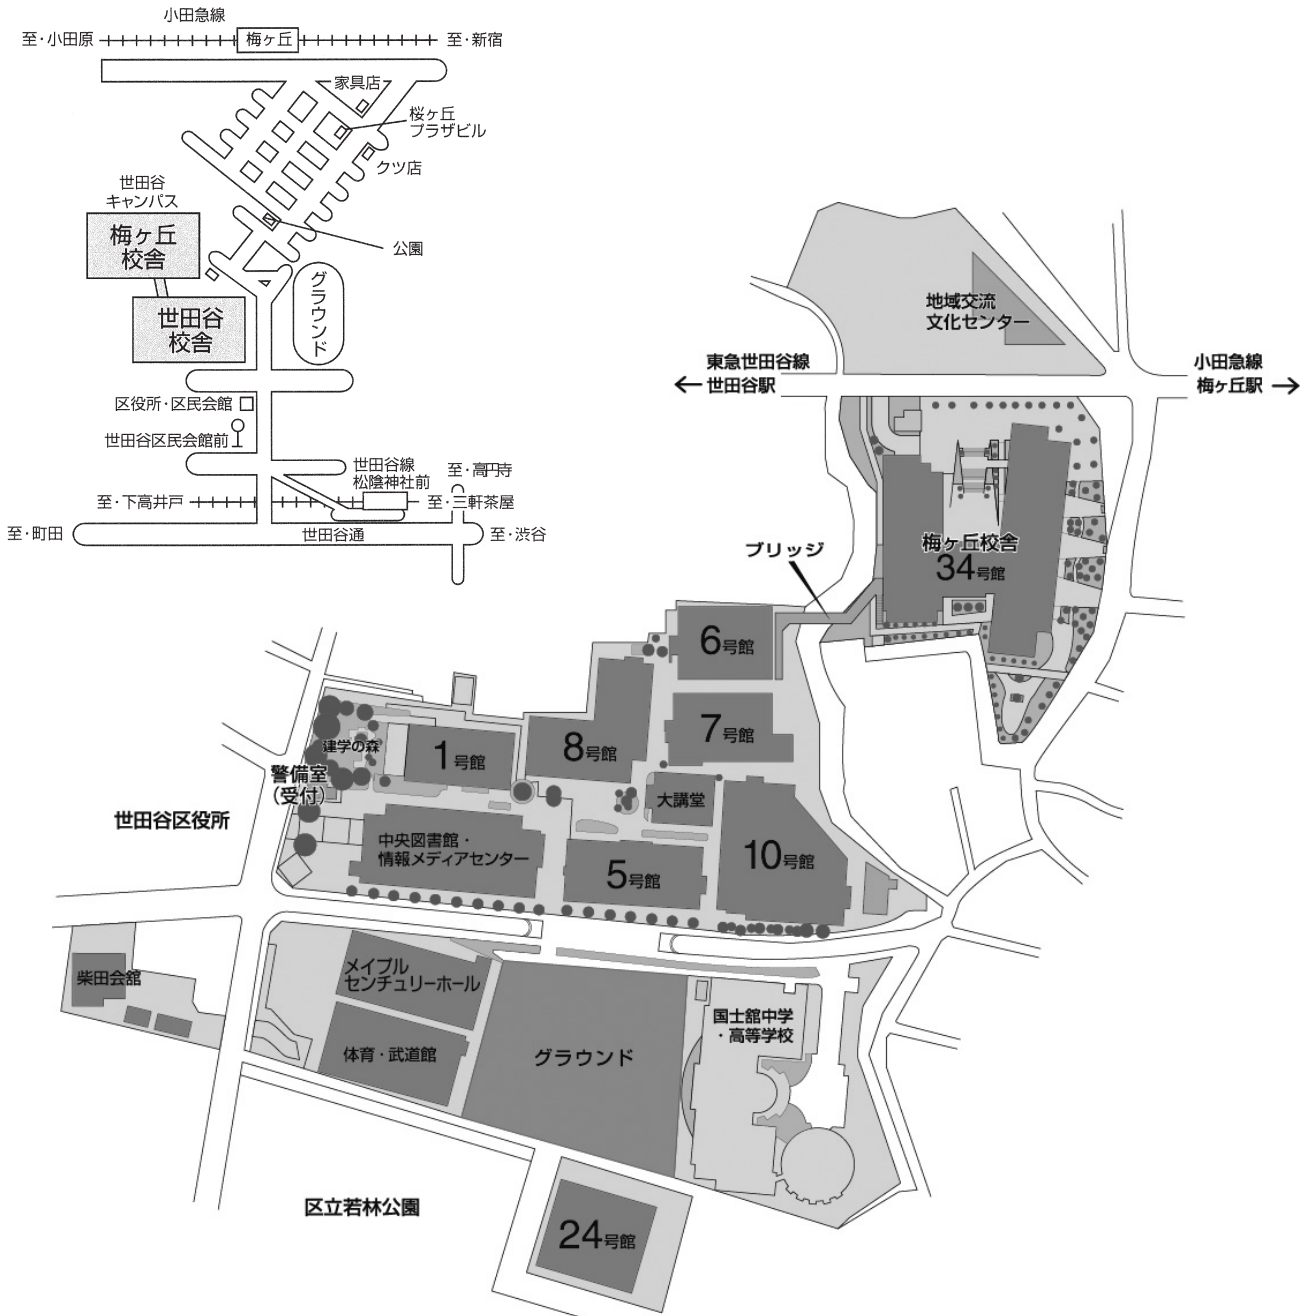 小田急線
至・小田原
梅ヶ丘
至・新宿
家具店
桜ヶ丘
プラザビル
クツ店
世田谷
キャンパス
梅ヶ丘
校舎
公園
グラウンド
世田谷
校舎
区役所・区民会館
世田谷区民会館前
世田谷線
松陰神社前
至・高円寺
至・下高井戸
至・三軒茶屋
至・町田
世田谷通
至・渋谷
地域交流
文化センター
東急世田谷線
← 世田谷駅
小田急線
梅ヶ丘駅 →
梅ヶ丘校舎
34号館
ブリッジ
6号館
7号館
8号館
1号館
建学の森
警備室
（受付）
大講堂
世田谷区役所
中央図書館・
情報メディアセンター
5号館
10号館
柴田会舘
メイプル
センチュリーホール
体育・武道館
グラウンド
国士舘中学
・高等学校
区立若林公園
24号館